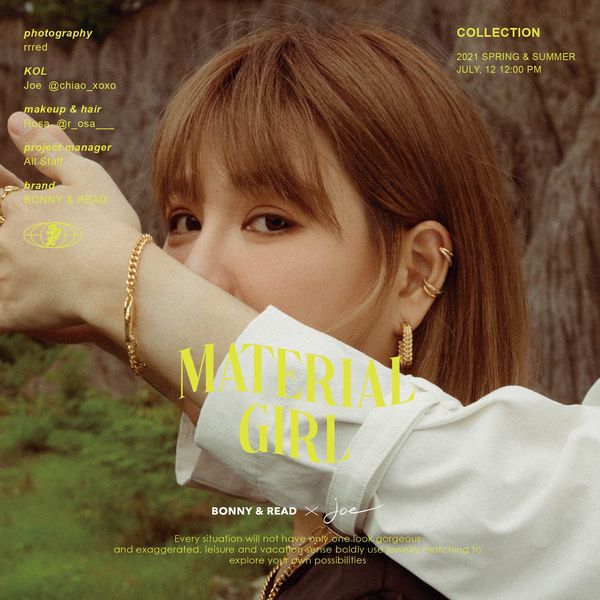 photography
rrred
KOL
Joe @chiao_xoxo
makeup & hair
Rosa @r_osa___
project manager
All Staff
brand
BONNY & READ
COLLECTION
2021 SPRING & SUMMER
JULY, 12 12:00 PM
MATERIAL
GIRL
BONNY & READ × joe
Every situation will not have only one look gorgeous
and exaggerated, leisure and vacation sense boldly use jewelry matching to
explore your own possibilities